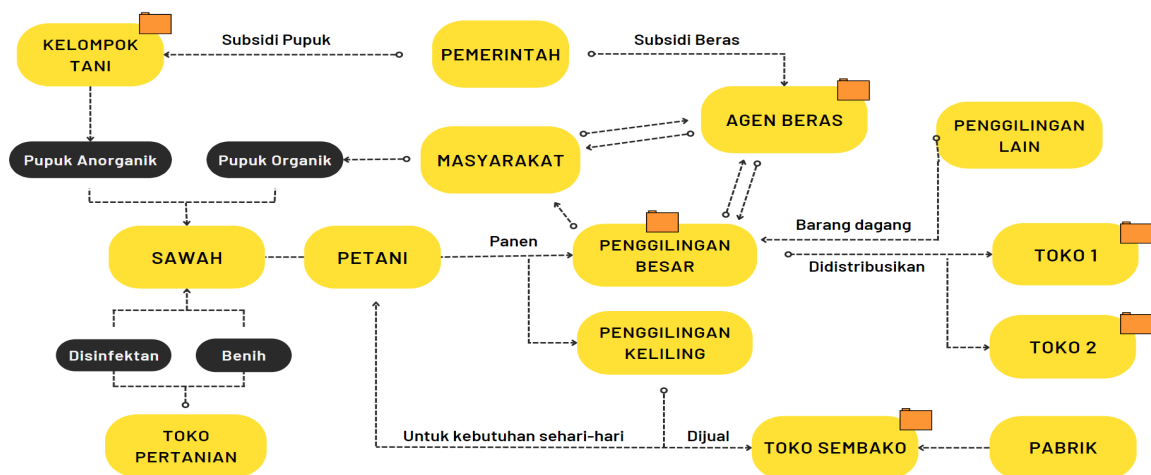 KELOMPOK
TANI
Subsidi Pupuk
PEMERINTAH
Subsidi Beras
AGEN BERAS
PENGGILINGAN
LAIN
Pupuk Anorganik
Pupuk Organik
MASYARAKAT
SAWAH
PETANI
Panen
PENGGILINGAN
BESAR
Barang dagang
Didistribusikan
TOKO 1
PENGGILINGAN
KELILING
TOKO 2
Disinfektan
Benih
TOKO
PERTANIAN
Untuk kebutuhan sehari-hari
Dijual
TOKO SEMBAKO
PABRIK